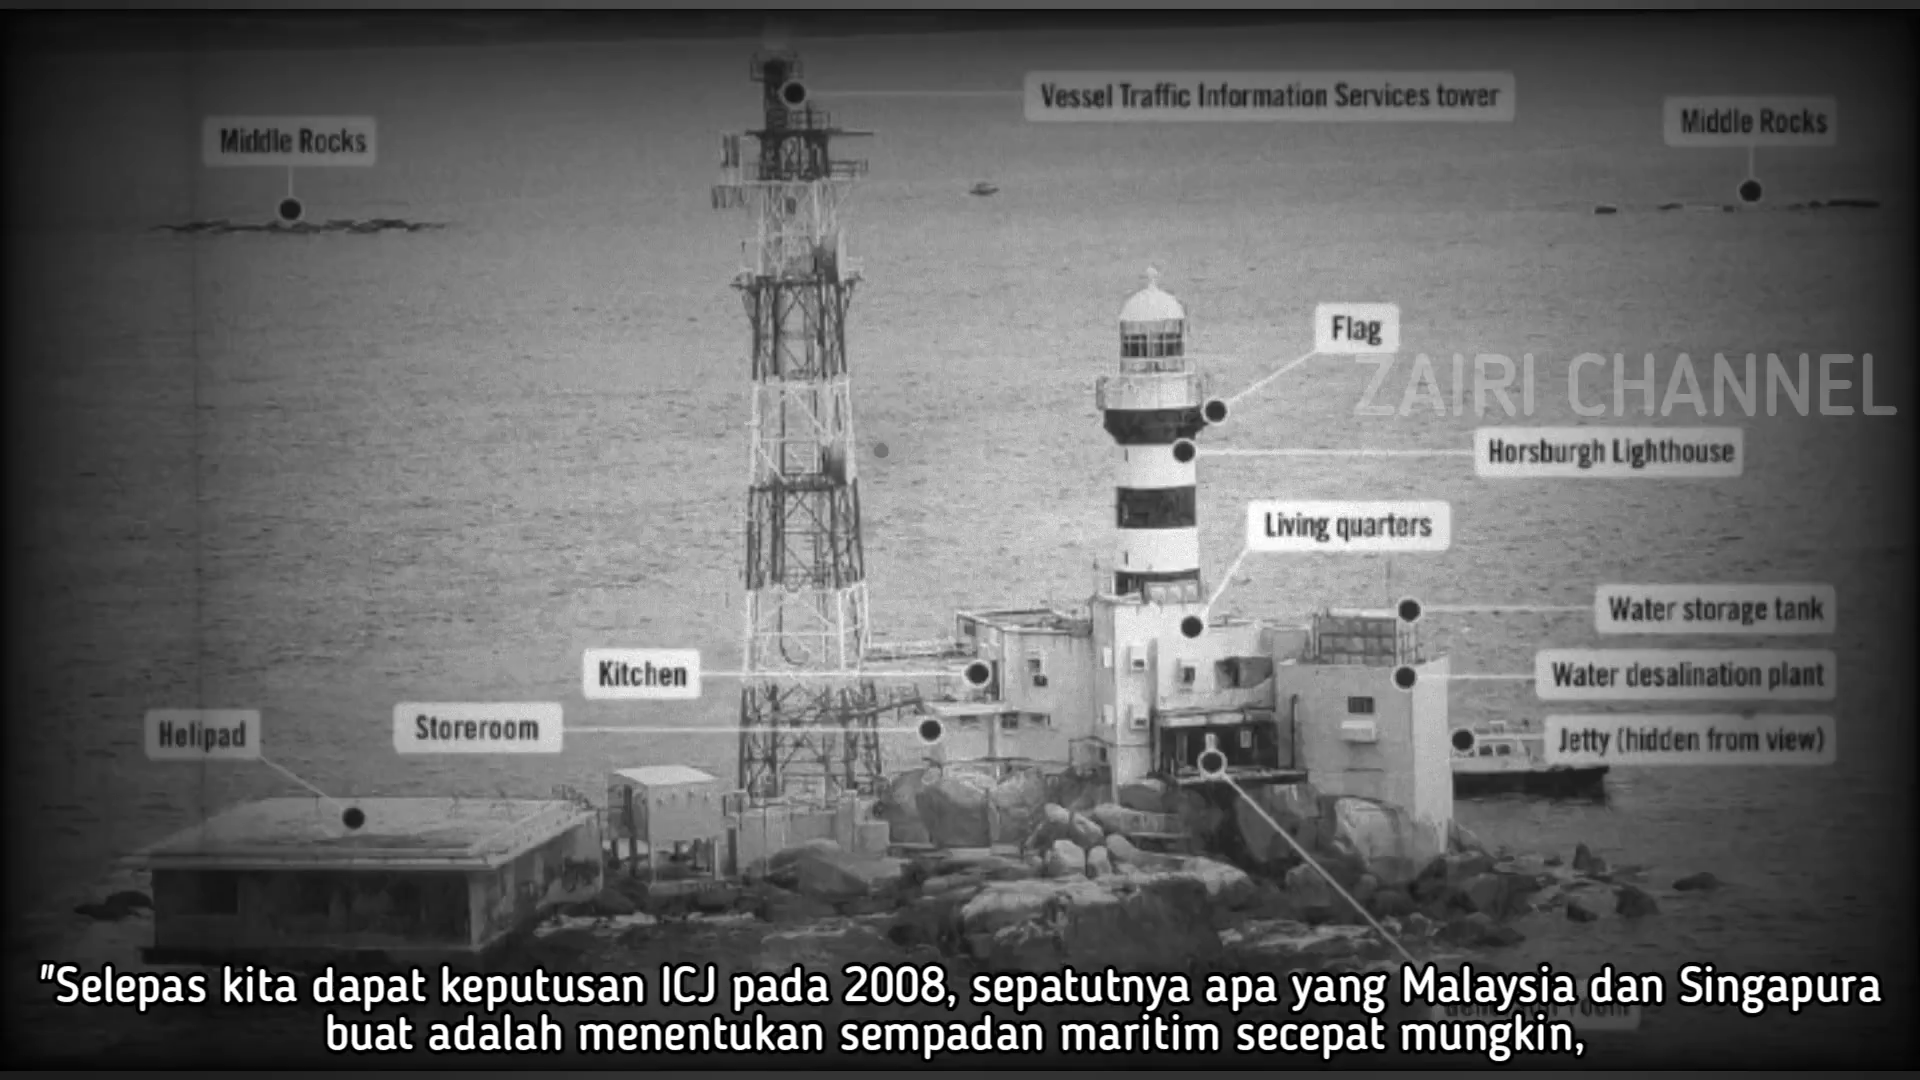 Vessel Traffic Information Services tower
Middle Rocks
Middle Rocks
Flag
ZAIRI CHANNEL
Horsburgh Lighthouse
Living quarters
Water storage tank
Kitchen
Water desalination plant
Storeroom
Helipad
Jetty (hidden from view)
"Selepas kita dapat keputusan ICJ pada 2008, sepatutnya apa yang Malaysia dan Singapura
buat adalah menentukan sempadan maritim secepat mungkin,